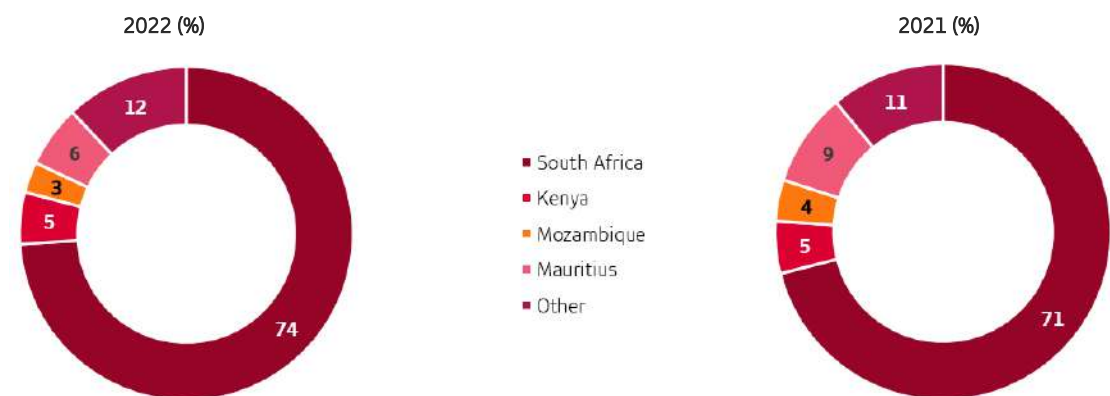 2022 (%)
12
6
3
5
74
South Africa
Kenya
Mozambique
Mauritius
Other
2021 (%)
11
9
4
5
71